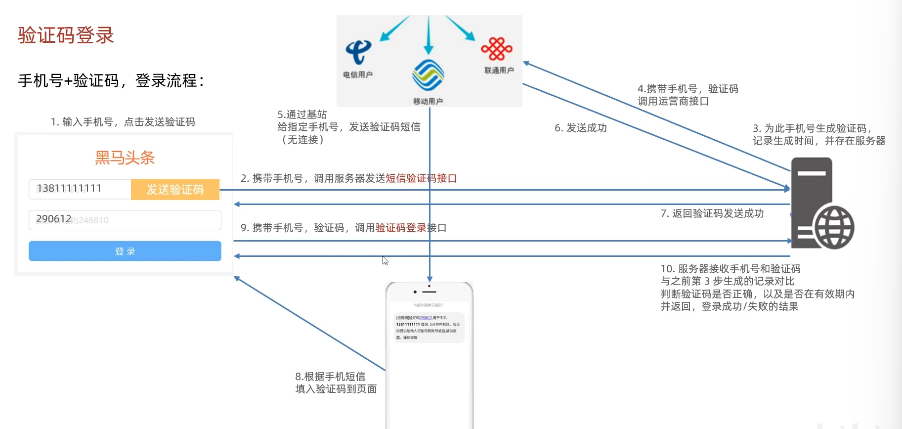 验证码登录
手机号+验证码，登录流程：
电信用户
联通用户
移动用户
1. 输入手机号，点击发送验证码
黑马头条
13811111111
发送验证码
290612
登 录
2. 携带手机号，调用服务器发送短信验证码接口
3. 为此手机号生成验证码，
记录生成时间，并存在服务器
4.携带手机号，验证码
调用运营商接口
5.通过基站
给指定手机号，发送验证码短信
（无连接）
6. 发送成功
7. 返回验证码发送成功
8.根据手机短信
填入验证码到页面
9. 携带手机号，验证码，调用验证码登录接口
10. 服务器接收手机号和验证码
与之前第 3 步生成的记录对比
判断验证码是否正确，以及是否在有效期内
并返回，登录成功/失败的结果